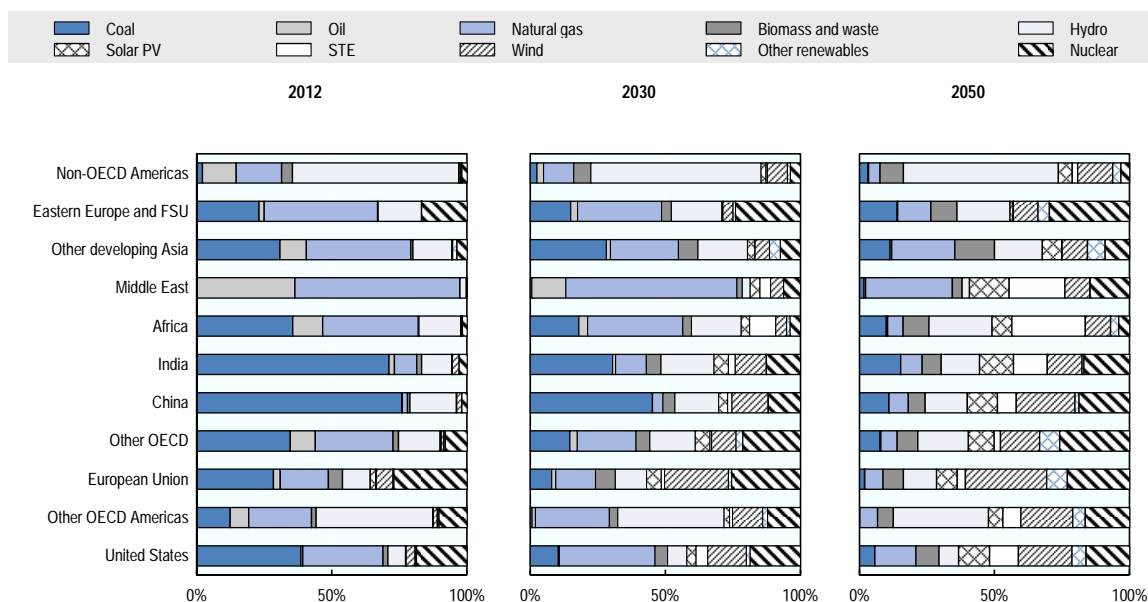 Coal Oil Natural gas Biomass and waste Hydro
Solar PV STE Wind Other renewables Nuclear
2012 2030 2050
Non-OECD Americas
Eastern Europe and FSU
Other developing Asia
Middle East
Africa
India
China
Other OECD
European Union
Other OECD Americas
United States
0% 50% 100% 0% 50% 100% 0% 50% 100%